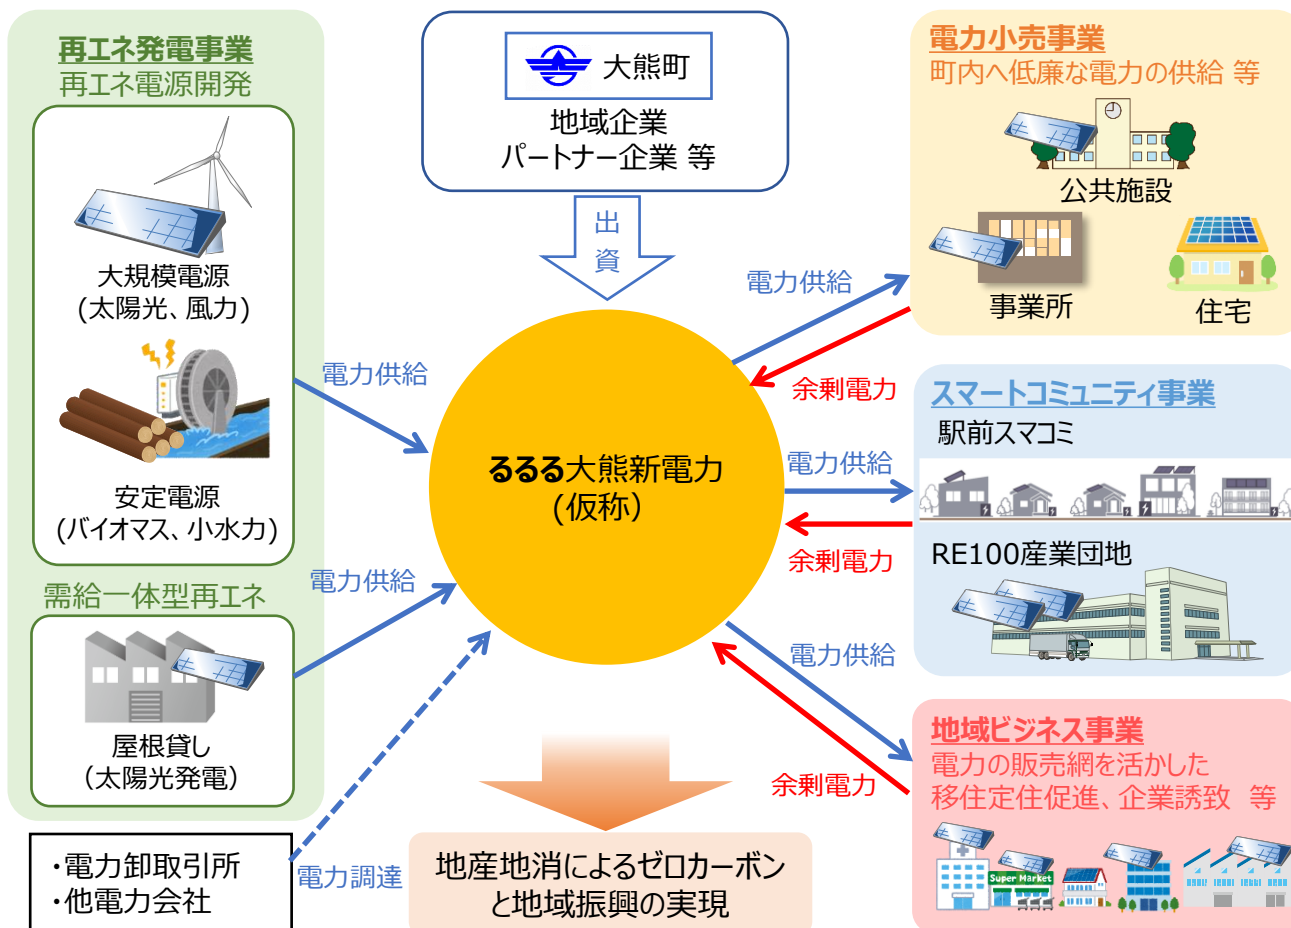 再エネ発電事業
再エネ電源開発
大規模電源
(太陽光、風力)
安定電源
(バイオマス、小水力)
需給一体型再エネ
屋根貸し
（太陽光発電）
・電力卸取引所
・他電力会社
大熊町
地域企業
パートナー企業 等
出
資
電力供給
電力供給
電力調達
るるる大熊新電力
(仮称）
電力供給
余剰電力
電力供給
余剰電力
電力供給
余剰電力
地産地消によるゼロカーボン
と地域振興の実現
電力小売事業
町内へ低廉な電力の供給 等
公共施設
事業所
住宅
スマートコミュニティ事業
駅前スマコミ
RE100産業団地
地域ビジネス事業
電力の販売網を活かした
移住定住促進、企業誘致 等
Super Market